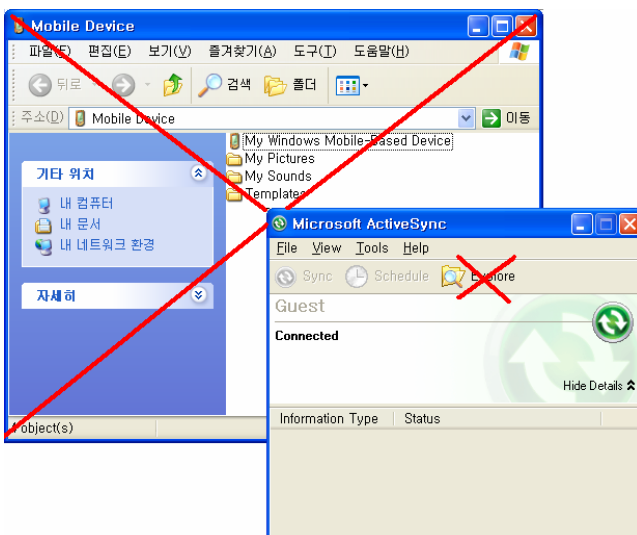 Mobile Device
파일(F) 편집(E) 보기(V) 즐겨찾기(A) 도구(T) 도움말(H)
뒤로 검색 폴더
주소(D) Mobile Device 이동
My Windows Mobile-Based Device
My Pictures
My Sounds
Templates
기타 위치
내 컴퓨터
내 문서
내 네트워크 환경
자세히
object(s)
Microsoft ActiveSync
File View Tools Help
Sync Schedule Explore
Guest
Connected
Hide Details
Information Type Status